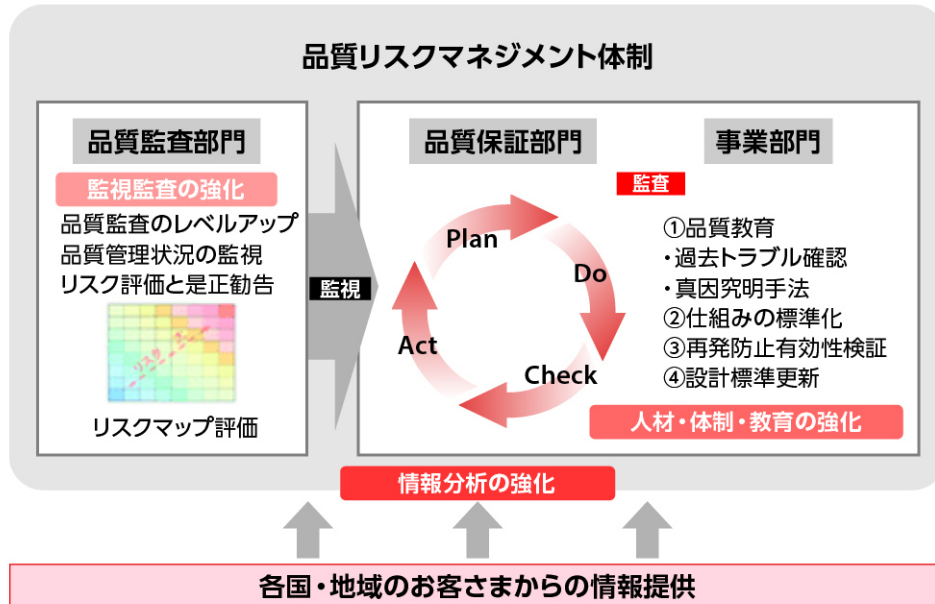 品質リスクマネジメント体制
品質監査部門
監視監査の強化
品質監査のレベルアップ
品質管理状況の監視
リスク評価と是正勧告
リスク
リスクマップ評価
監視
品質保証部門
事業部門
監査
Plan
Do
Check
Act
①品質教育
・過去トラブル確認
・真因究明手法
②仕組みの標準化
③再発防止有効性検証
④設計標準更新
人材・体制・教育の強化
情報分析の強化
各国・地域のお客さまからの情報提供